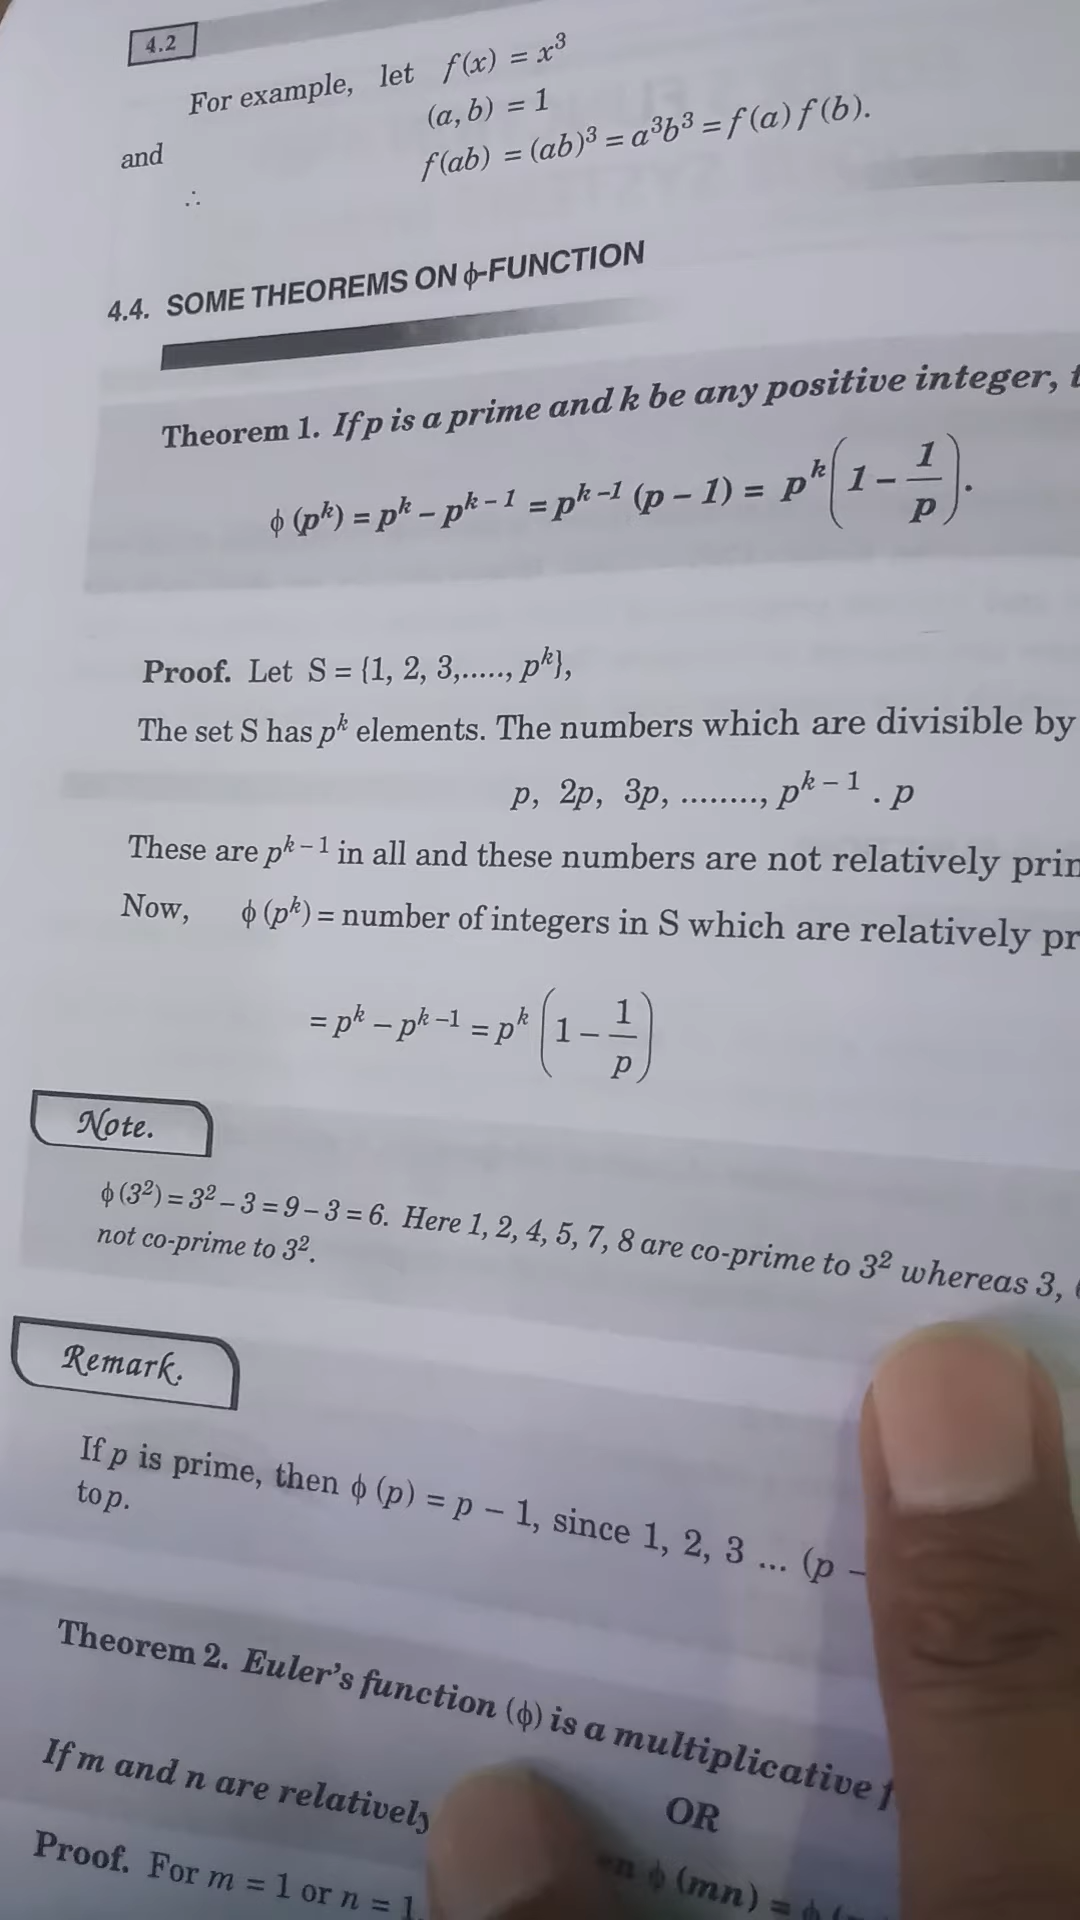 4.2
For example, let f(x) = x³
and (a, b) = 1
∴ f(ab) = (ab)³ = a³b³ = f(a) f(b).
4.4. SOME THEOREMS ON ϕ-FUNCTION
Theorem 1. If p is a prime and k be any positive integer,
ϕ (pᵏ) = pᵏ – pᵏ⁻¹ = pᵏ⁻¹ (p – 1) = pᵏ (1 – 1/p).
Proof. Let S = {1, 2, 3,....., pᵏ},
The set S has pᵏ elements. The numbers which are divisible by
p, 2p, 3p, ........, pᵏ⁻¹ . p
These are pᵏ⁻¹ in all and these numbers are not relatively
Now, ϕ (pᵏ) = number of integers in S which are relatively
= pᵏ – pᵏ⁻¹ = pᵏ (1 – 1/p)
Note.
ϕ (3²) = 3² – 3 = 9 – 3 = 6. Here 1, 2, 4, 5, 7, 8 are co-prime to 3² whereas 3,
not co-prime to 3².
Remark.
If p is prime, then ϕ (p) = p – 1, since 1, 2, 3 ... (p –
to p.
Theorem 2. Euler's function (ϕ) is a multiplicative
OR
If m and n are relatively ϕ (mn) = ϕ
Proof. For m = 1 or n = 1